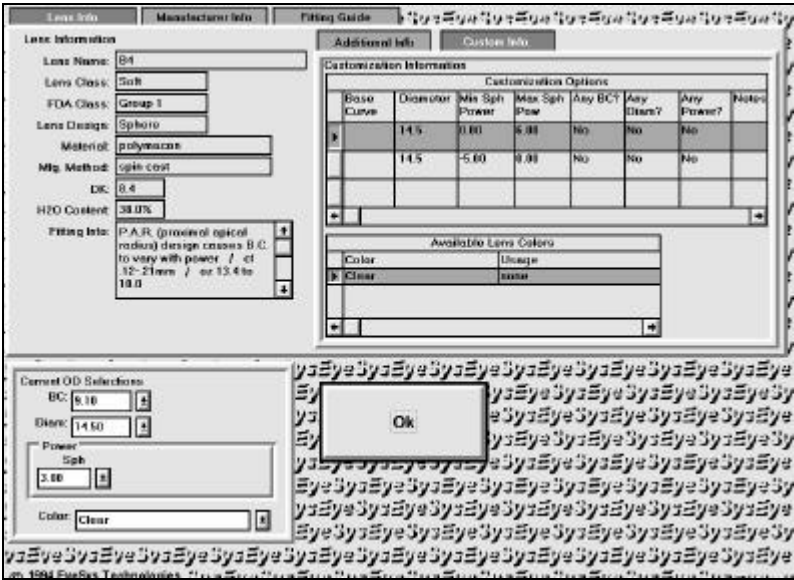 Lens Info Manufacturer Info Fitting Guide
Lens Information
Lens Name: B4
Lens Class: Soft
FDA Class: Group 1
Lens Design: Sphere
Material: polymacon
Mfg. Method: spin cast
DK: 8.4
H2O Content: 38.0%
Fitting Info: P.A.R. (proximal apical
radius) design causes B.C.
to vary with power / ct
.12-.21mm / oz 13.4 to
10.0
Additional Info Custom Info
Customization Information
Customization Options
Base Curve Diameter Min Sph Power Max Sph Pow Any BC? Any Diam? Any Power? Notes
14.5 0.00 6.00 No No No
14.5 -5.00 0.00 No No No
Available Lens Colors
Color Usage
Clear none
Current OD Selections
BC: 9.10
Diam: 14.50
Power
Sph
3.00
Color: Clear
Ok
EyeSys EyeSys EyeSys
1994 EyeSys Technologies